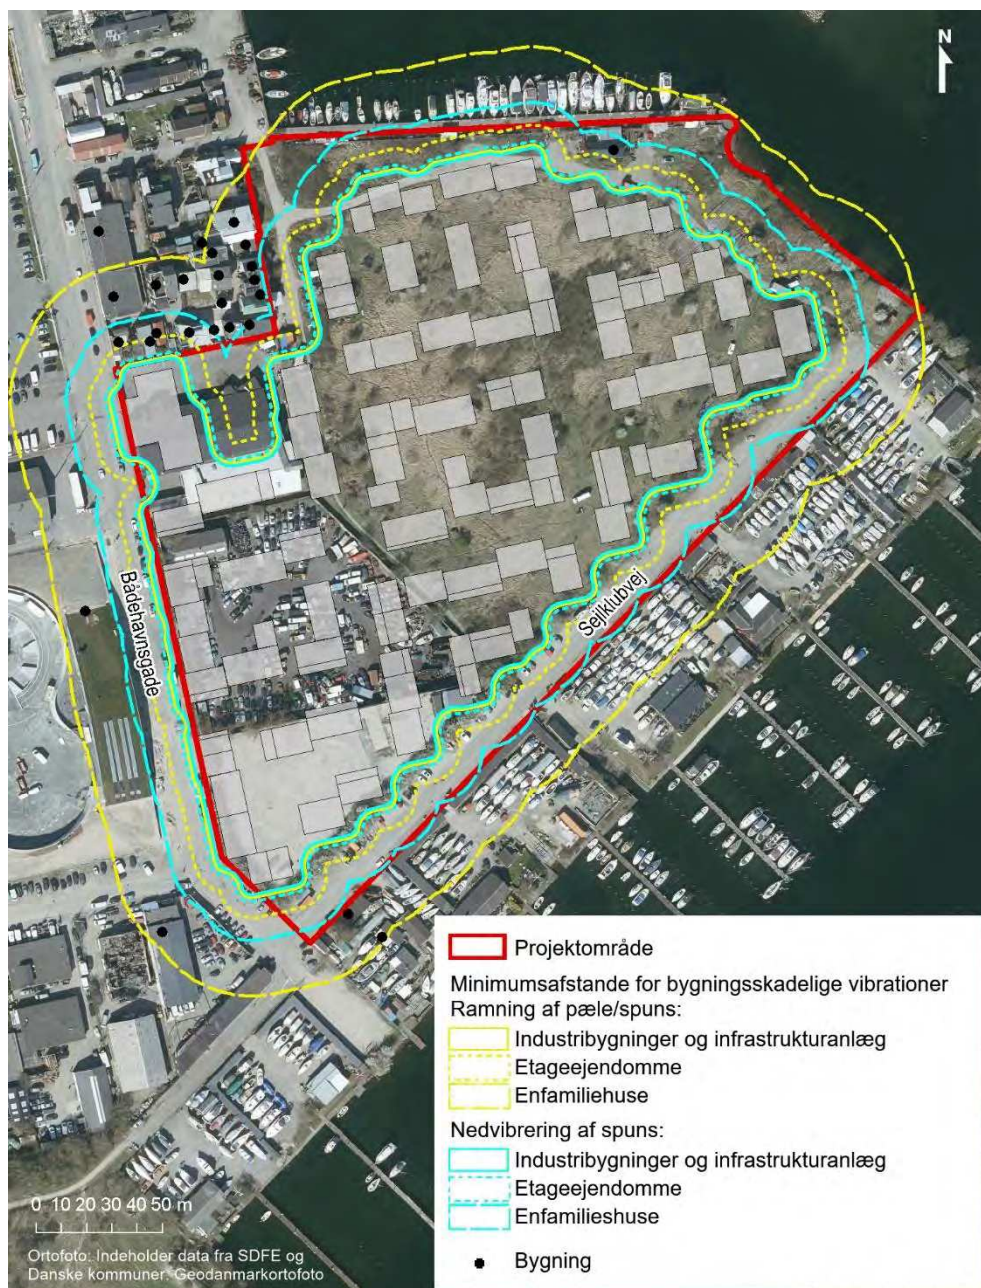 N
Bådehavnsgade
Sejlklubvej
Projektområde
Minimumsafstande for bygningsskadelige vibrationer
Ramning af pæle/spuns:
Industribygninger og infrastrukturanlæg
Etageejendomme
Enfamiliehuse
Nedvibrering af spuns:
Industribygninger og infrastrukturanlæg
Etageejendomme
Enfamilieshuse
Bygning
0 10 20 30 40 50 m
Ortofoto: Indeholder data fra SDFE og
Danske kommuner: Geodanmarkortofoto